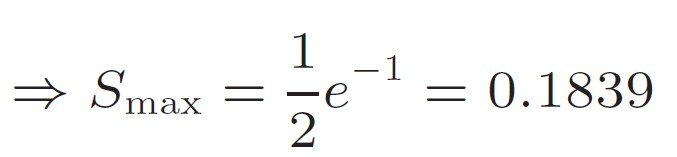 ⇒ S_max = 1/2 e^−1 = 0.1839